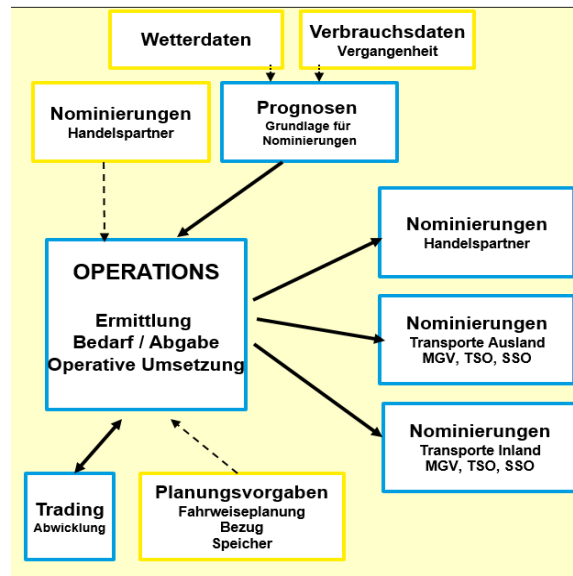 Wetterdaten
Verbrauchsdaten
Vergangenheit
Nominierungen
Handelspartner
Prognosen
Grundlage für
Nominierungen
OPERATIONS
Ermittlung
Bedarf / Abgabe
Operative Umsetzung
Nominierungen
Handelspartner
Nominierungen
Transporte Ausland
MGV, TSO, SSO
Nominierungen
Transporte Inland
MGV, TSO, SSO
Trading
Abwicklung
Planungsvorgaben
Fahrweiseplanung
Bezug
Speicher